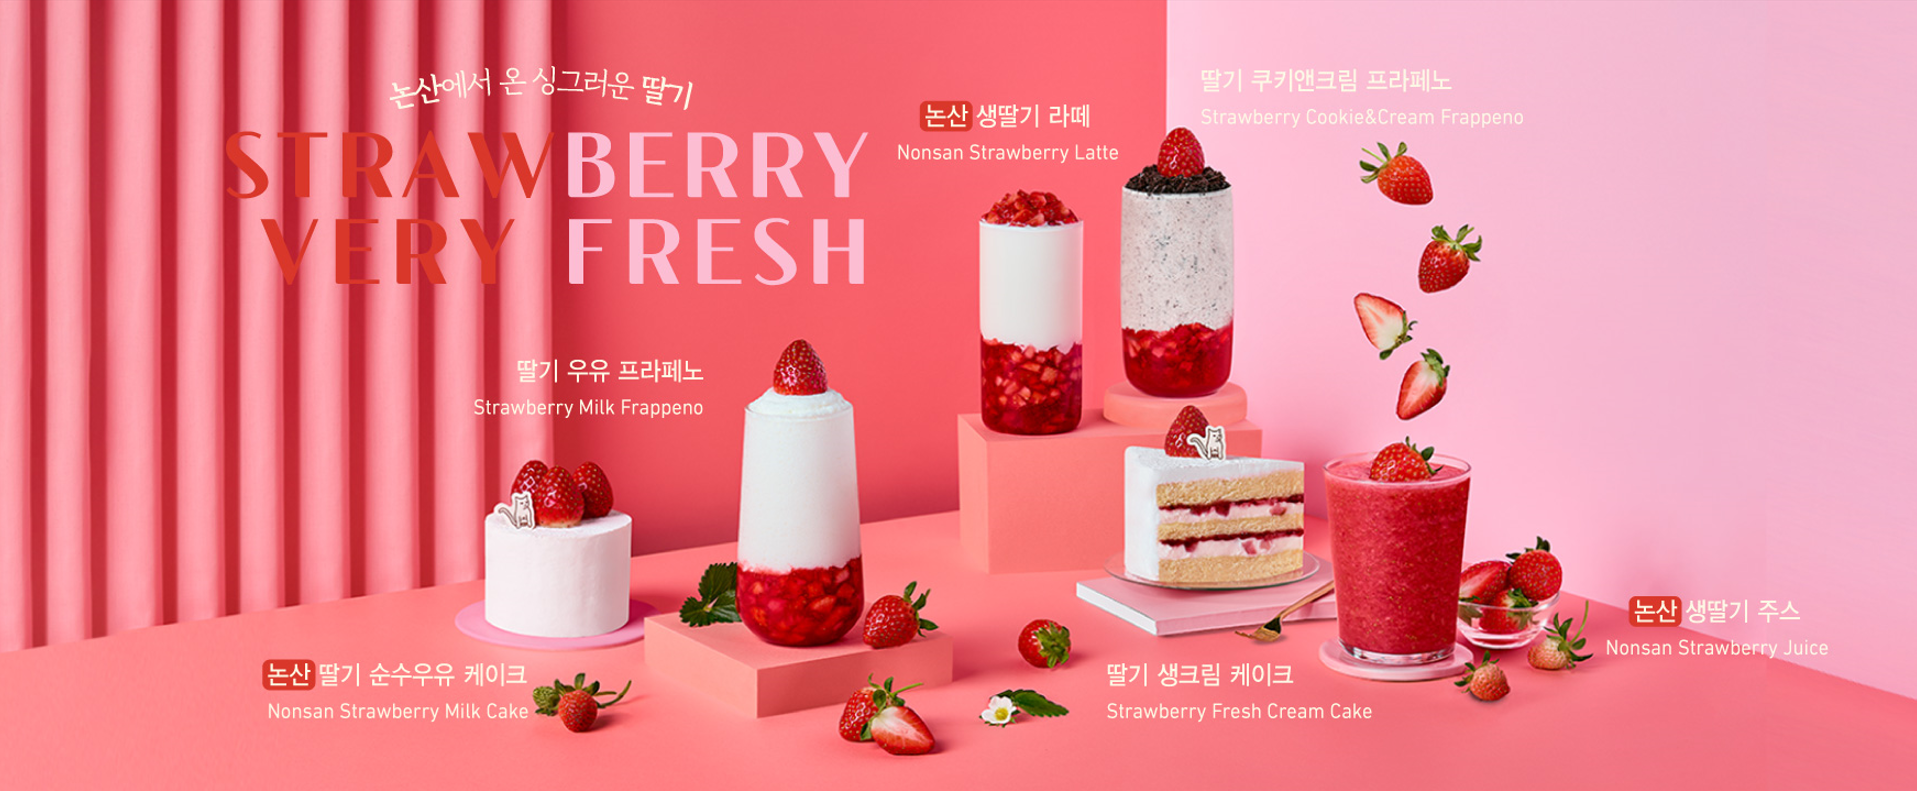 논산에서 온 싱그러운 딸기
STRAWBERRY
VERY FRESH
논산 생딸기 라떼
Nonsan Strawberry Latte
딸기 쿠키앤크림 프라페노
Strawberry Cookie&Cream Frappeno
딸기 우유 프라페노
Strawberry Milk Frappeno
논산 딸기 순수우유 케이크
Nonsan Strawberry Milk Cake
딸기 생크림 케이크
Strawberry Fresh Cream Cake
논산 생딸기 주스
Nonsan Strawberry Juice